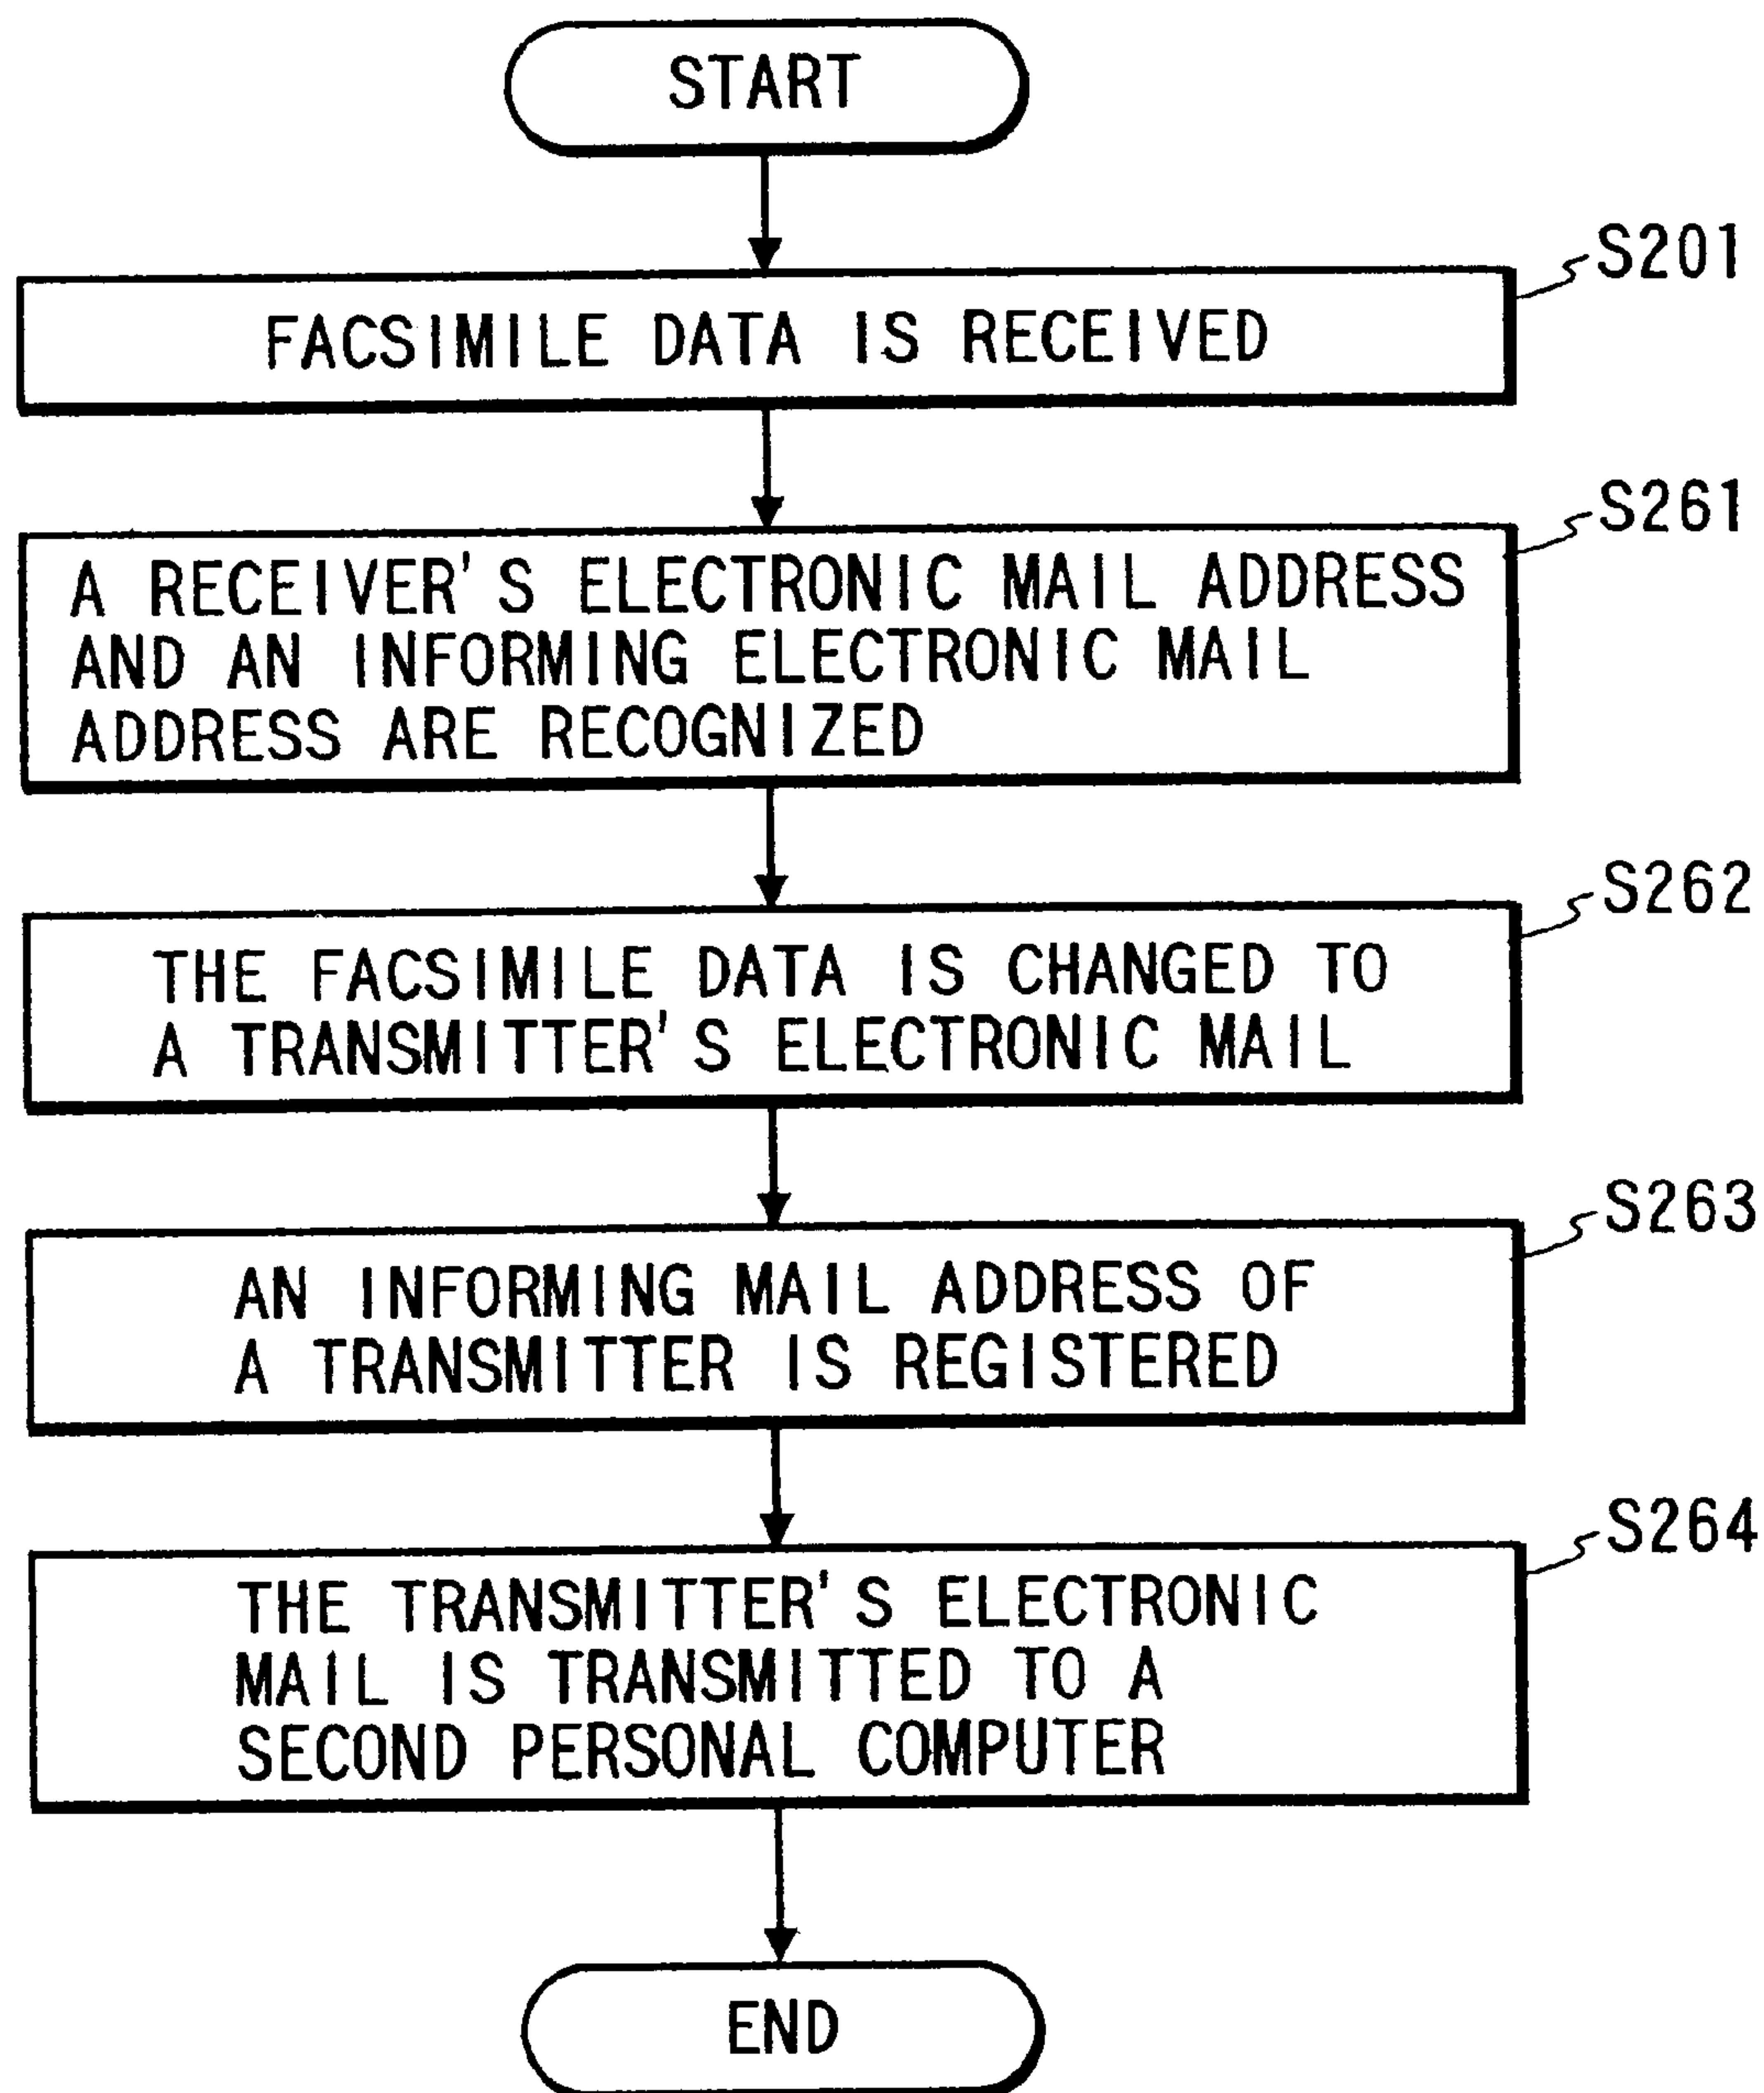 START
S201
FACSIMILE DATA IS RECEIVED
S261
A RECEIVER'S ELECTRONIC MAIL ADDRESS
AND AN INFORMING ELECTRONIC MAIL
ADDRESS ARE RECOGNIZED
S262
THE FACSIMILE DATA IS CHANGED TO
A TRANSMITTER'S ELECTRONIC MAIL
S263
AN INFORMING MAIL ADDRESS OF
A TRANSMITTER IS REGISTERED
S264
THE TRANSMITTER'S ELECTRONIC
MAIL IS TRANSMITTED TO A
SECOND PERSONAL COMPUTER
END